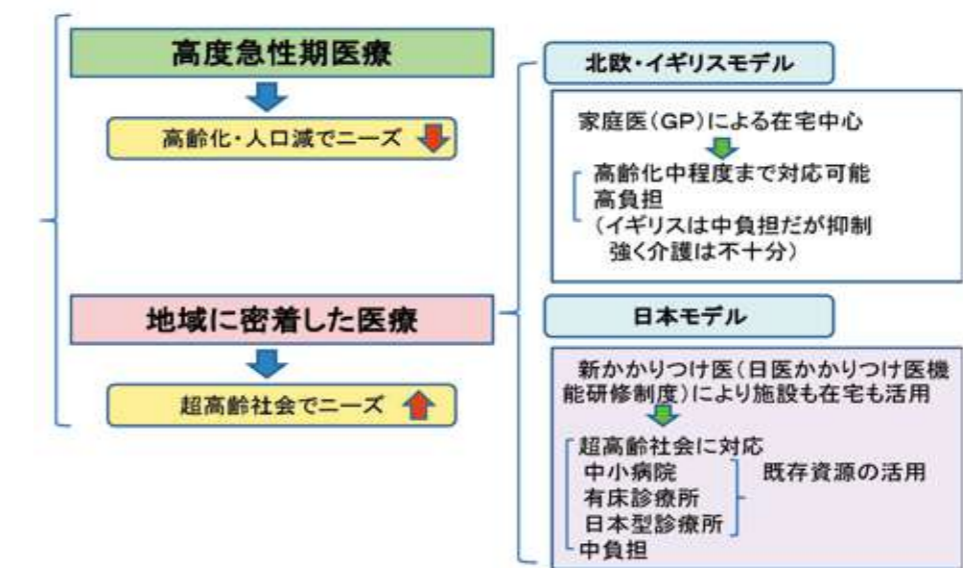 高度急性期医療
高齢化・人口減でニーズ
地域に密着した医療
超高齢社会でニーズ
北欧・イギリスモデル
家庭医(GP)による在宅中心
高齢化中程度まで対応可能
高負担
(イギリスは中負担だが抑制
強く介護は不十分)
日本モデル
新かかりつけ医(日医かかりつけ医機
能研修制度)により施設も在宅も活用
超高齢社会に対応
中小病院
有床診療所
日本型診療所
既存資源の活用
中負担